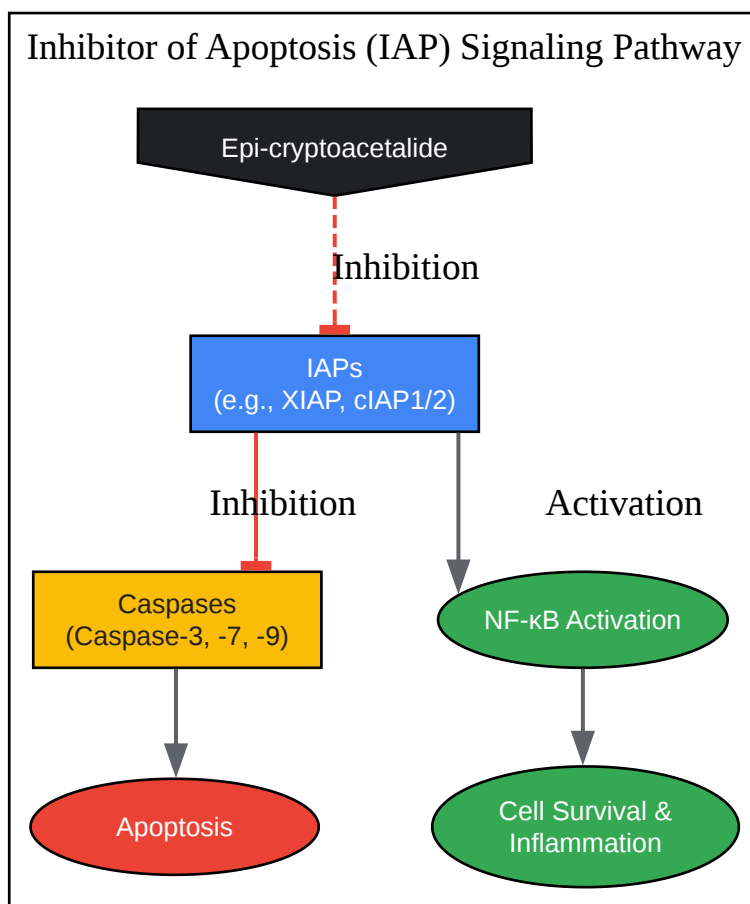 Inhibitor of Apoptosis (IAP) Signaling Pathway
Epi-cryptoacetalide
Inhibition
IAPs
(e.g., XIAP, cIAP1/2)
Inhibition
Activation
Caspases
(Caspase-3, -7, -9)
NF-κB Activation
Apoptosis
Cell Survival &
Inflammation